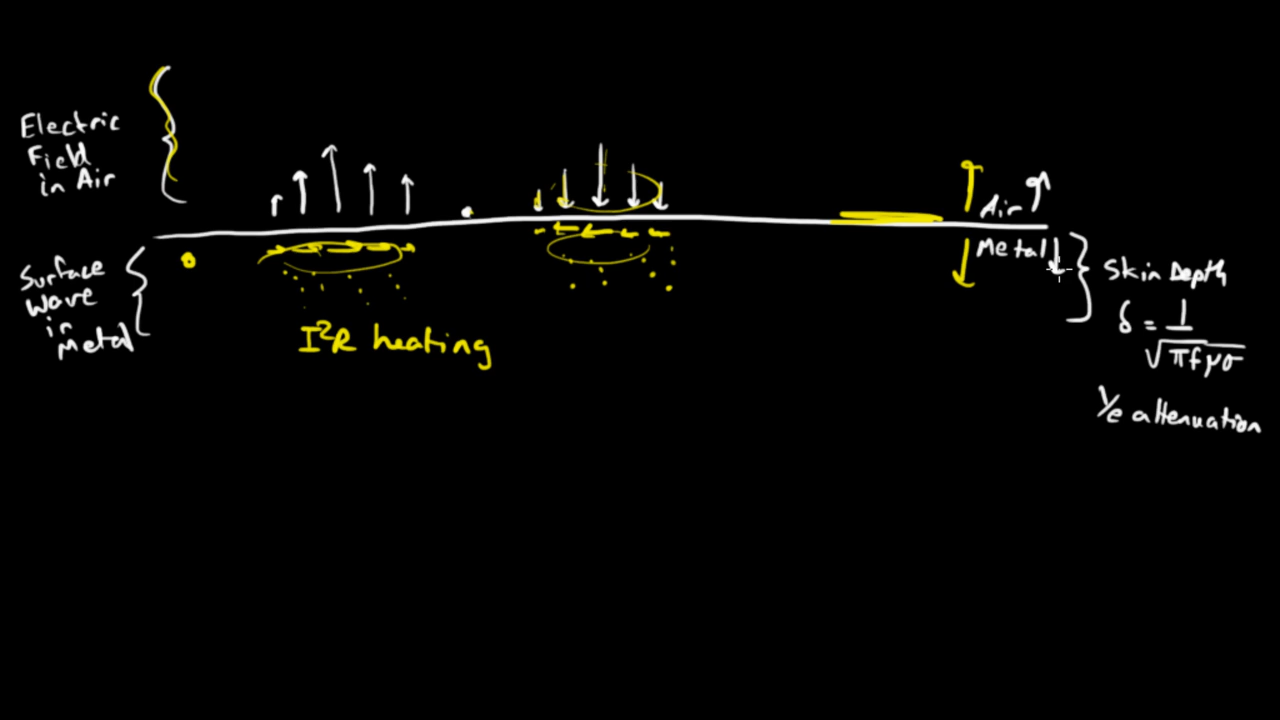 Electric
Field
in Air
Air
Metal
Surface
Wave
in
Metal
I²R heating
Skin Depth
δ = 1/√πfμσ
1/e attenuation